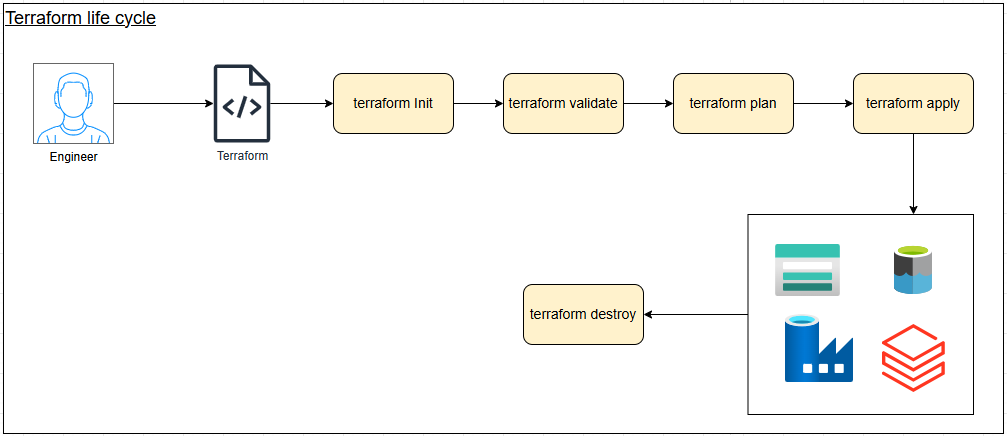 Terraform life cycle
Engineer
Terraform
terraform Init
terraform validate
terraform plan
terraform apply
terraform destroy